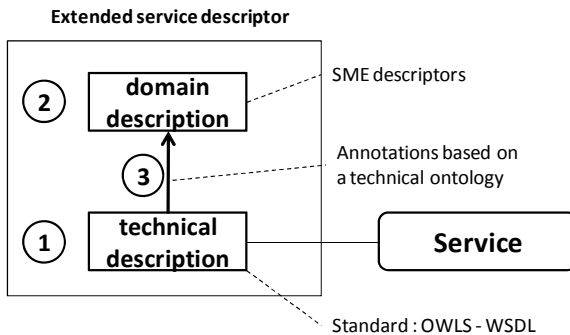 Extended service descriptor
2
domain
description
SME descriptors
3
Annotations based on
a technical ontology
1
technical
description
Service
Standard : OWLS - WSDL